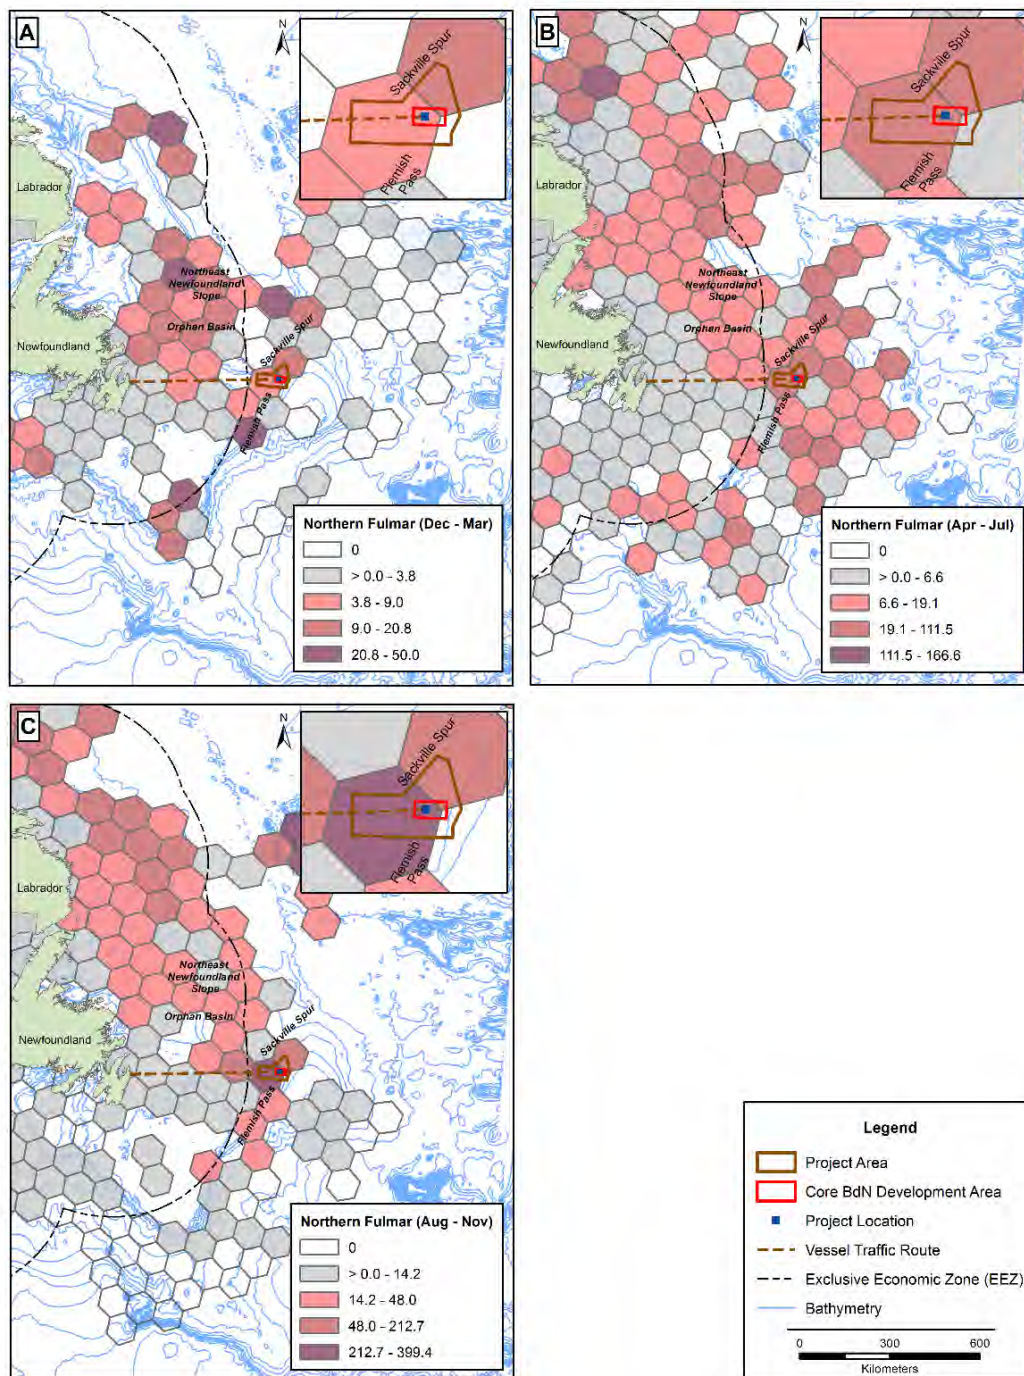 A
N
Sackville Spur
Flemish
Pass
Labrador
Northeast
Newfoundland
Slope
Orphan Basin
Sackville Spur
Newfoundland
Flemish Pass
Northern Fulmar (Dec - Mar)
0
> 0.0 - 3.8
3.8 - 9.0
9.0 - 20.8
20.8 - 50.0
B
N
Sackville Spur
Flemish
Pass
Labrador
Northeast
Newfoundland
Slope
Orphan Basin
Sackville Spur
Newfoundland
Flemish Pass
Northern Fulmar (Apr - Jul)
0
> 0.0 - 6.6
6.6 - 19.1
19.1 - 111.5
111.5 - 166.6
C
N
Sackville Spur
Flemish
Pass
Labrador
Northeast
Newfoundland
Slope
Orphan Basin
Sackville Spur
Newfoundland
Flemish Pass
Northern Fulmar (Aug - Nov)
0
> 0.0 - 14.2
14.2 - 48.0
48.0 - 212.7
212.7 - 399.4
Legend
Project Area
Core BdN Development Area
Project Location
Vessel Traffic Route
Exclusive Economic Zone (EEZ)
Bathymetry
0 300 600
Kilometers